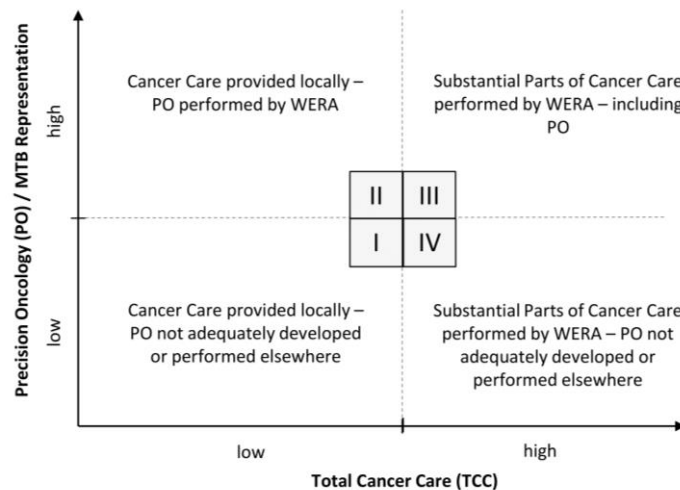 Precision Oncology (PO) / MTB Representation
high
low
Cancer Care provided locally –
PO performed by WERA
Substantial Parts of Cancer Care
performed by WERA – including
PO
II
III
I
IV
Cancer Care provided locally –
PO not adequately developed
or performed elsewhere
Substantial Parts of Cancer Care
performed by WERA – PO not
adequately developed or
performed elsewhere
low
high
Total Cancer Care (TCC)